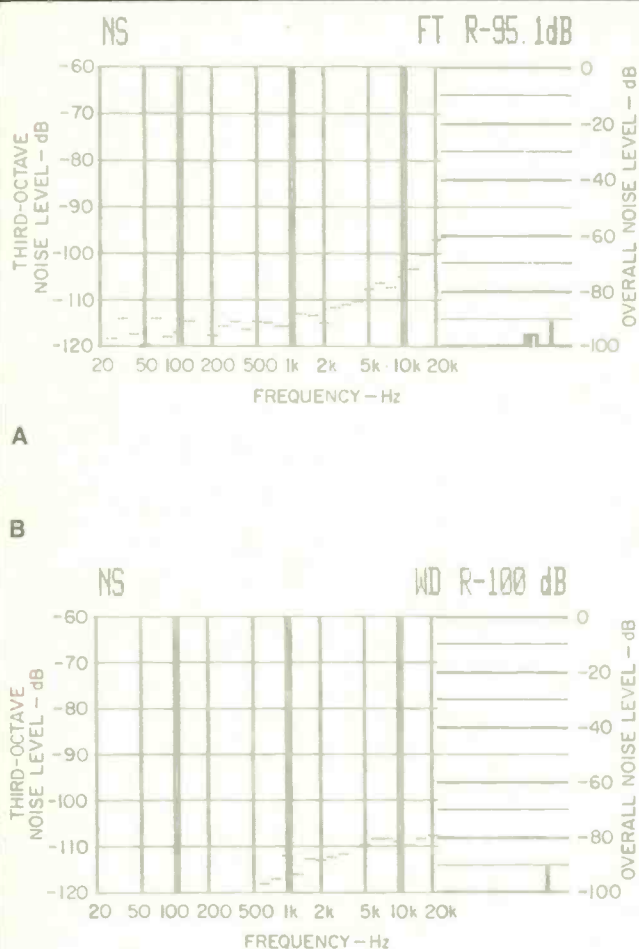 NS FT R-95.1dB
THIRD-OCTAVE
NOISE LEVEL – dB
-60
-70
-80
-90
-100
-110
-120
0
-20
-40
-60
-80
-100
OVERALL NOISE LEVEL – dB
20 50 100 200 500 1k 2k 5k 10k 20k
FREQUENCY – Hz
A
B
NS WD R-100 dB
THIRD-OCTAVE
NOISE LEVEL – dB
-60
-70
-80
-90
-100
-110
-120
0
-20
-40
-60
-80
-100
OVERALL NOISE LEVEL – dB
20 50 100 200 500 1k 2k 5k 10k 20k
FREQUENCY – Hz